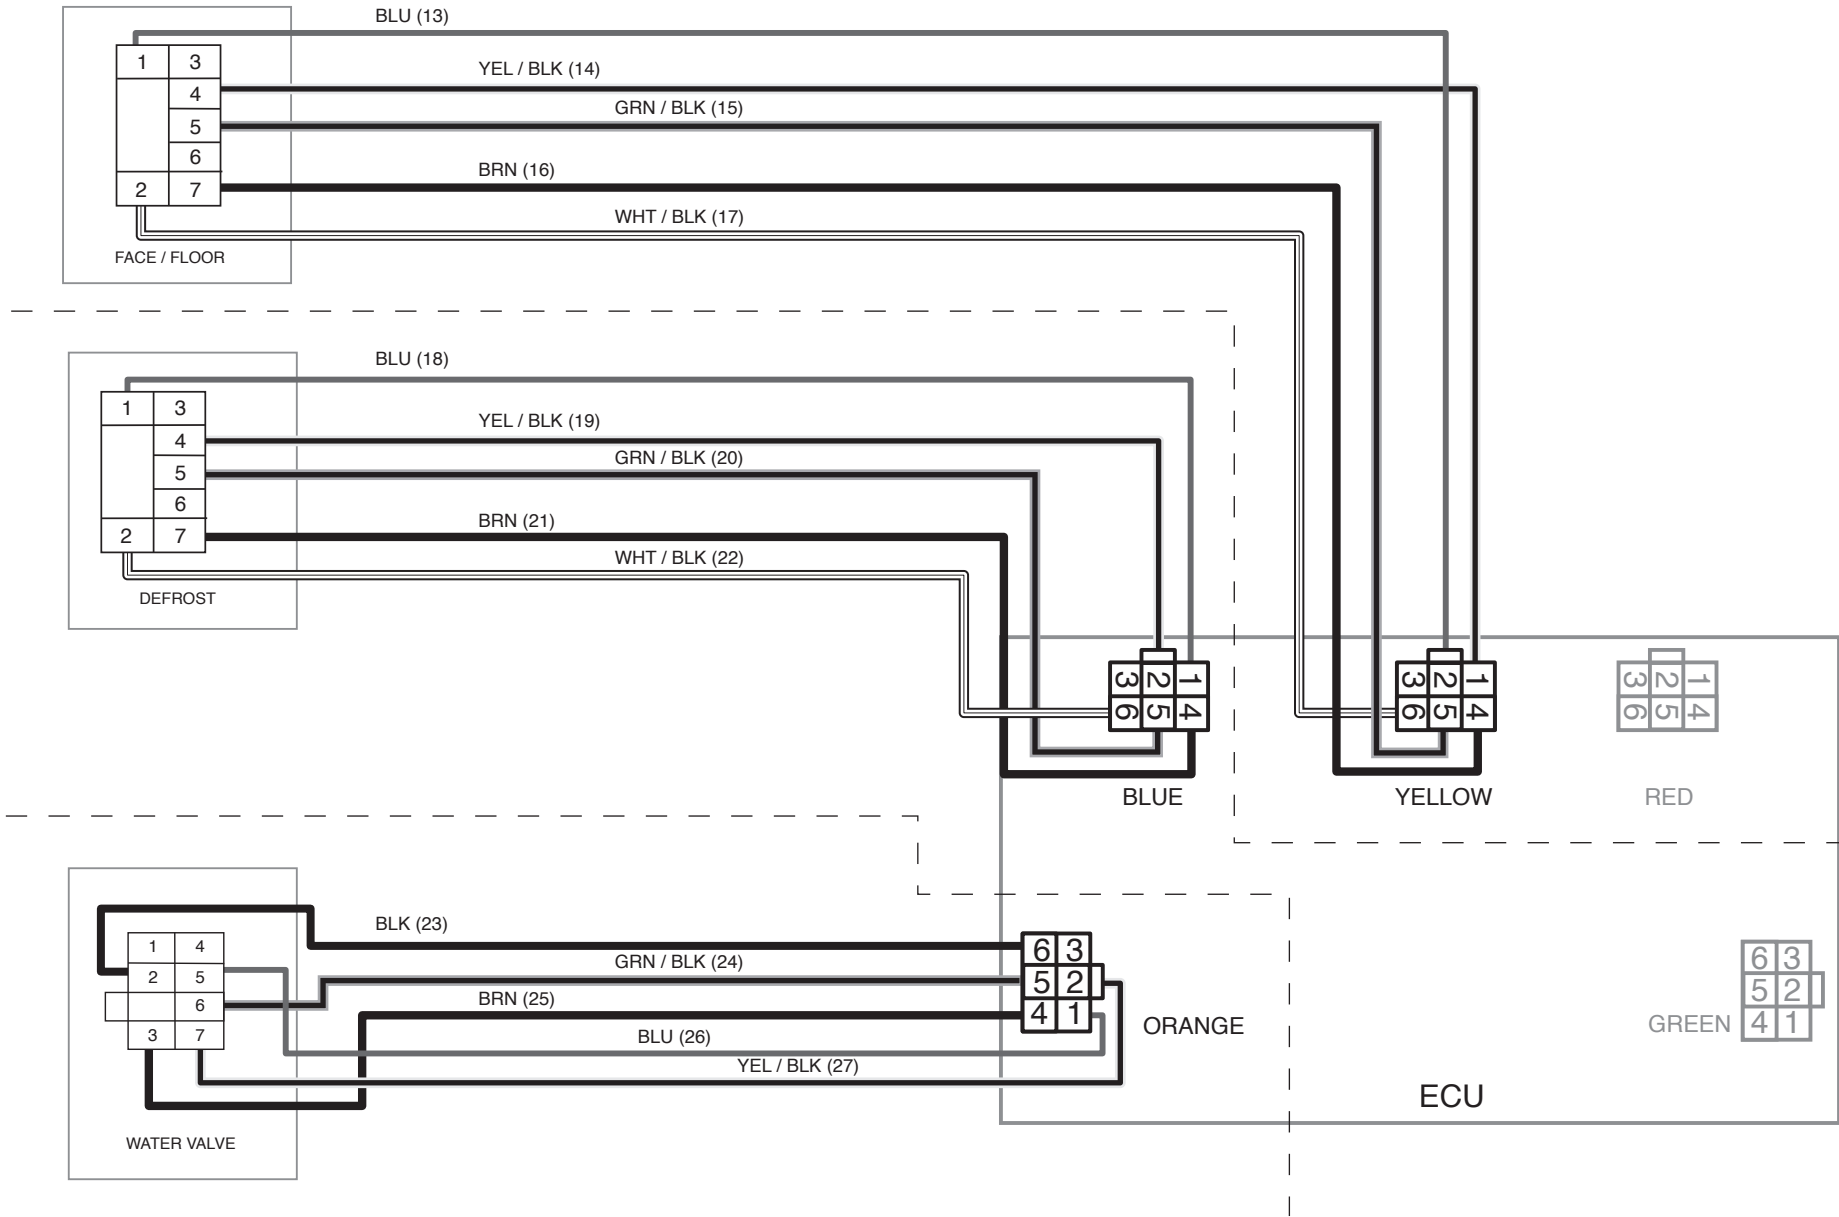 BLU (13)
1 3
YEL / BLK (14)
4
GRN / BLK (15)
5
6
BRN (16)
2 7
WHT / BLK (17)
FACE / FLOOR
BLU (18)
1 3
YEL / BLK (19)
4
GRN / BLK (20)
5
6
BRN (21)
2 7
WHT / BLK (22)
DEFROST
3 2 1
6 5 4
BLUE
3 2 1
6 5 4
YELLOW
3 2 1
6 5 4
RED
BLK (23)
1 4
2 5
6
3 7
GRN / BLK (24)
BRN (25)
BLU (26)
YEL / BLK (27)
WATER VALVE
6 3
5 2
4 1
ORANGE
6 3
5 2
4 1
GREEN
ECU